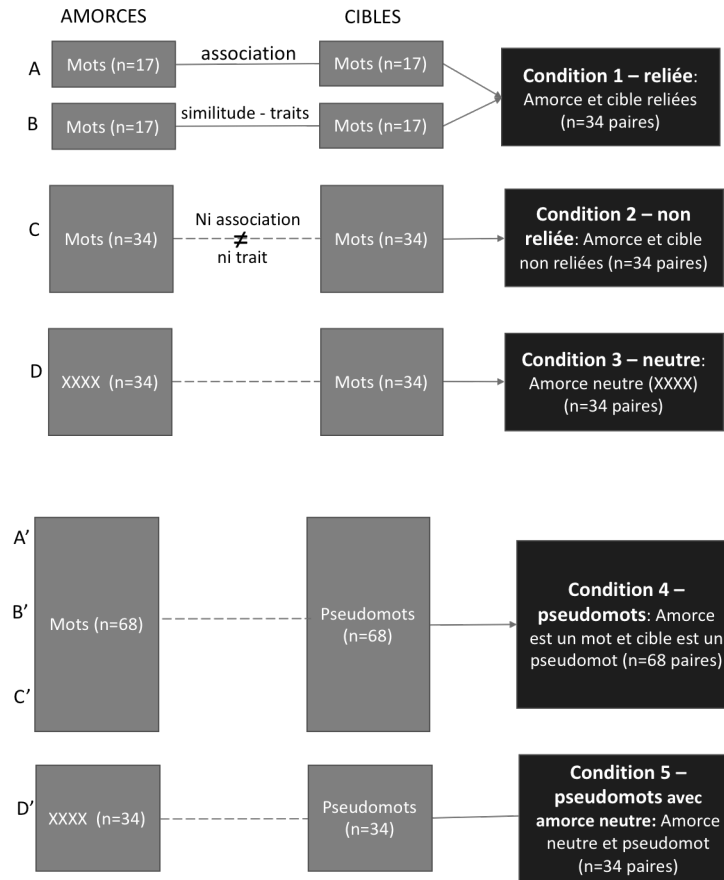 AMORCES
CIBLES
A
Mots (n=17)
association
Mots (n=17)
Condition 1 – reliée:
Amorce et cible reliées
(n=34 paires)
B
Mots (n=17)
similitude - traits
Mots (n=17)
C
Mots (n=34)
Ni association
≠
ni trait
Mots (n=34)
Condition 2 – non
reliée: Amorce et cible
non reliées (n=34 paires)
D
XXXX (n=34)
Mots (n=34)
Condition 3 – neutre:
Amorce neutre (XXXX)
(n=34 paires)
A’
B’
C’
Mots (n=68)
Pseudomots
(n=68)
Condition 4 –
pseudomots: Amorce
est un mot et cible est un
pseudomot (n=68 paires)
D’
XXXX (n=34)
Pseudomots
(n=34)
Condition 5 –
pseudomots avec
amorce neutre: Amorce
neutre et pseudomot
(n=34 paires)